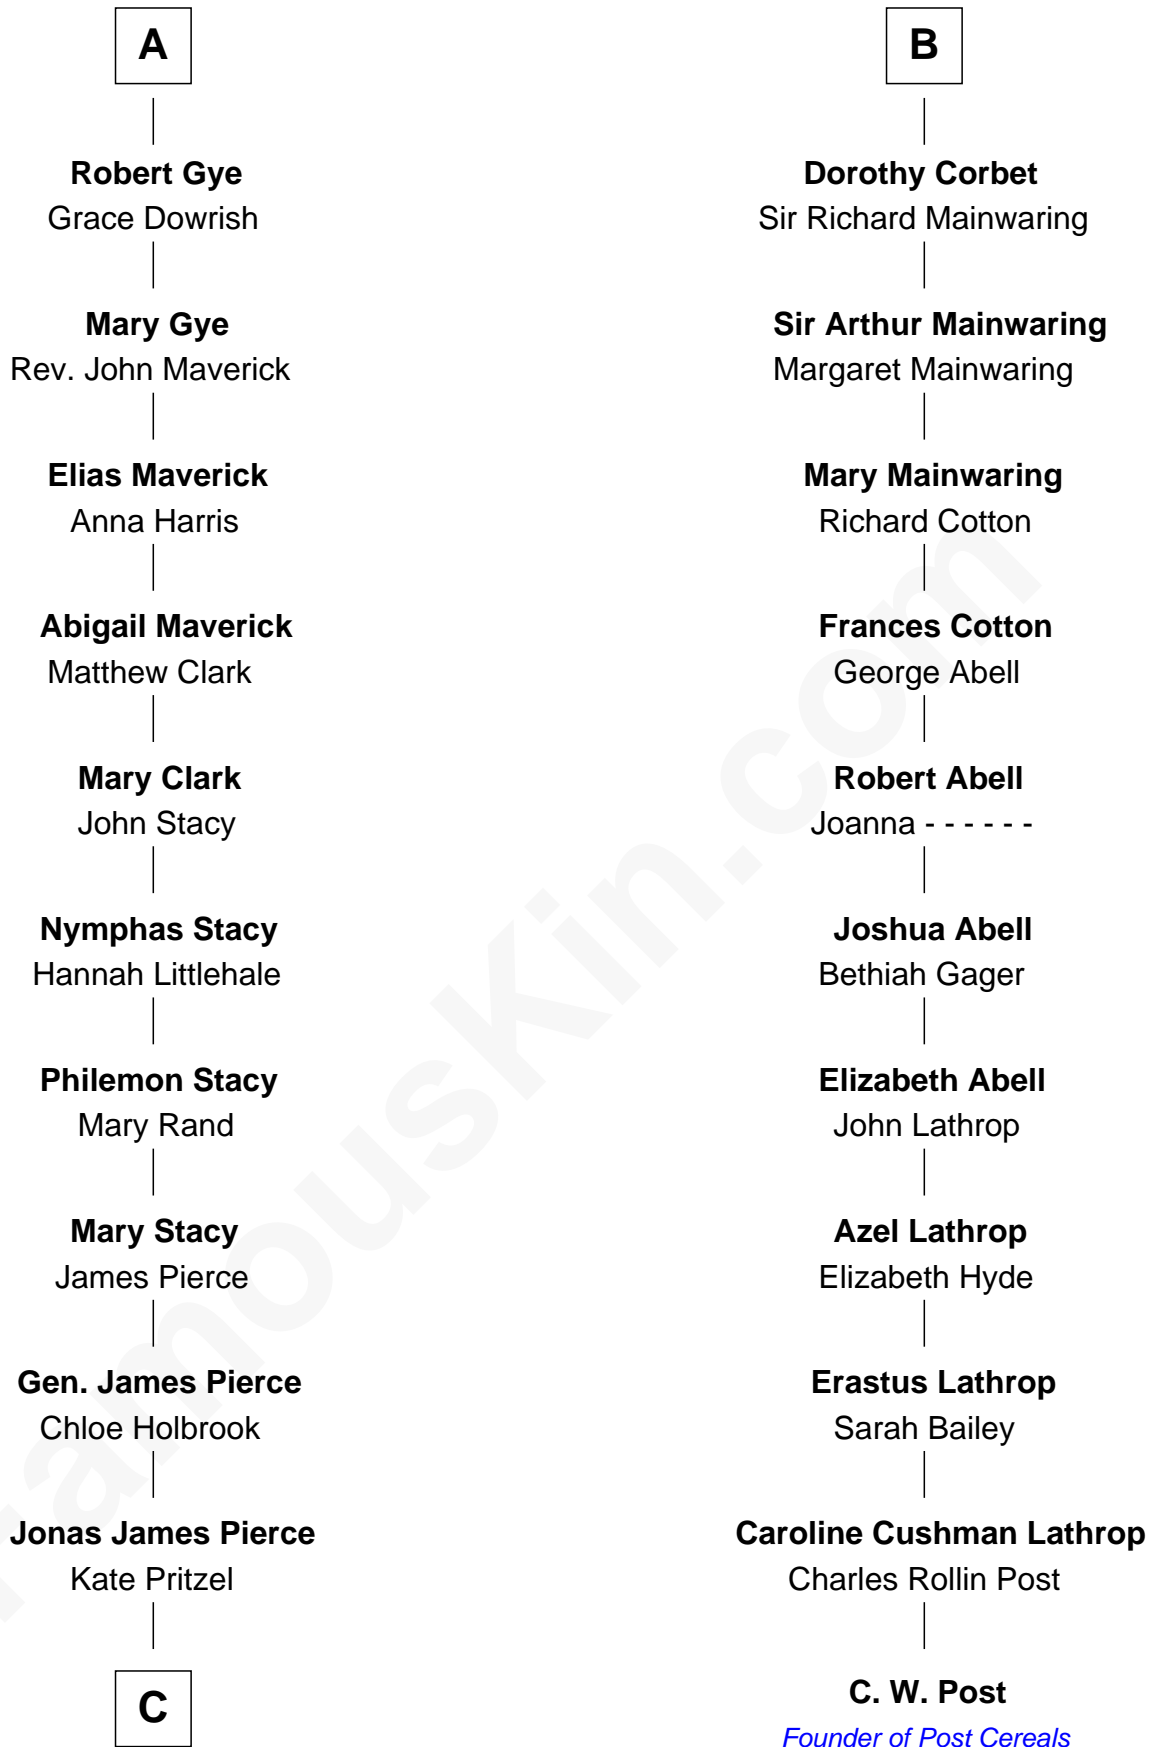 A
Robert Gye
Grace Dowrish
Mary Gye
Rev. John Maverick
Elias Maverick
Anna Harris
Abigail Maverick
Matthew Clark
Mary Clark
John Stacy
Nymphas Stacy
Hannah Littlehale
Philemon Stacy
Mary Rand
Mary Stacy
James Pierce
Gen. James Pierce
Chloe Holbrook
Jonas James Pierce
Kate Pritzel
C
B
Dorothy Corbet
Sir Richard Mainwaring
Sir Arthur Mainwaring
Margaret Mainwaring
Mary Mainwaring
Richard Cotton
Frances Cotton
George Abell
Robert Abell
Joanna - - - - - -
Joshua Abell
Bethiah Gager
Elizabeth Abell
John Lathrop
Azel Lathrop
Elizabeth Hyde
Erastus Lathrop
Sarah Bailey
Caroline Cushman Lathrop
Charles Rollin Post
C. W. Post
Founder of Post Cereals
FamousKin.com